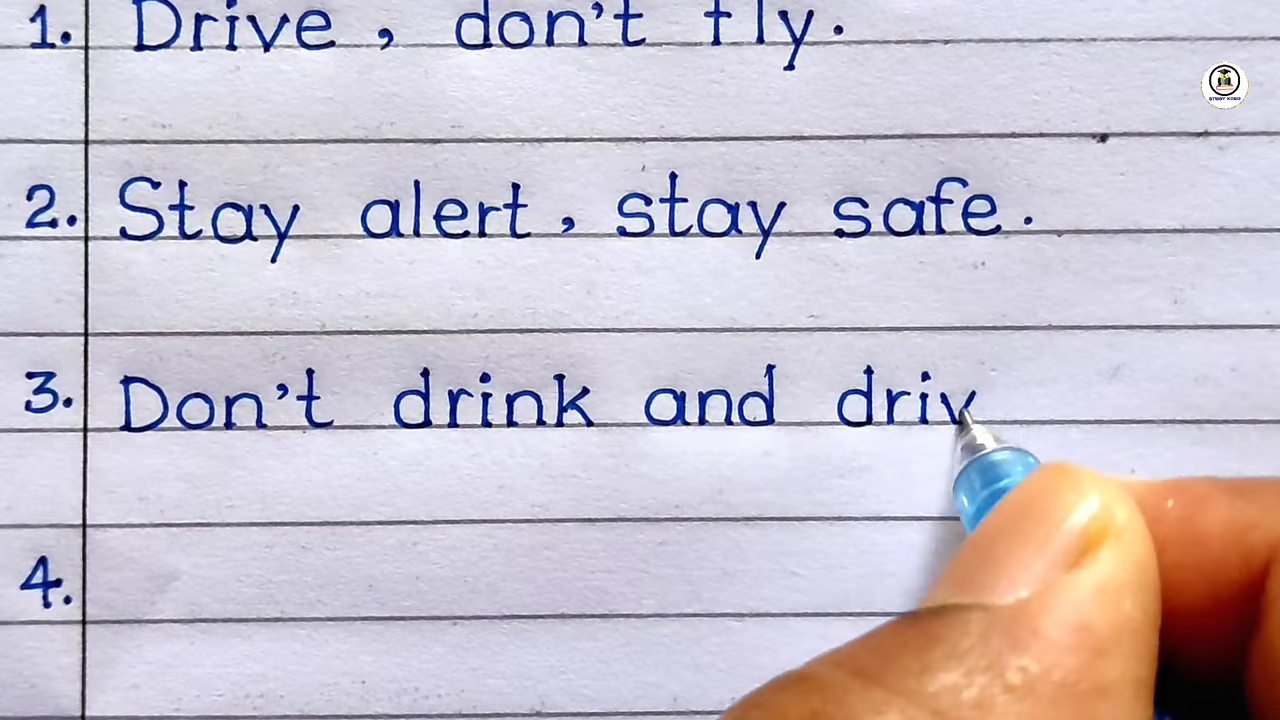 1. Drive, don't fly.
2. Stay alert, stay safe.
3. Don't drink and driv
4.